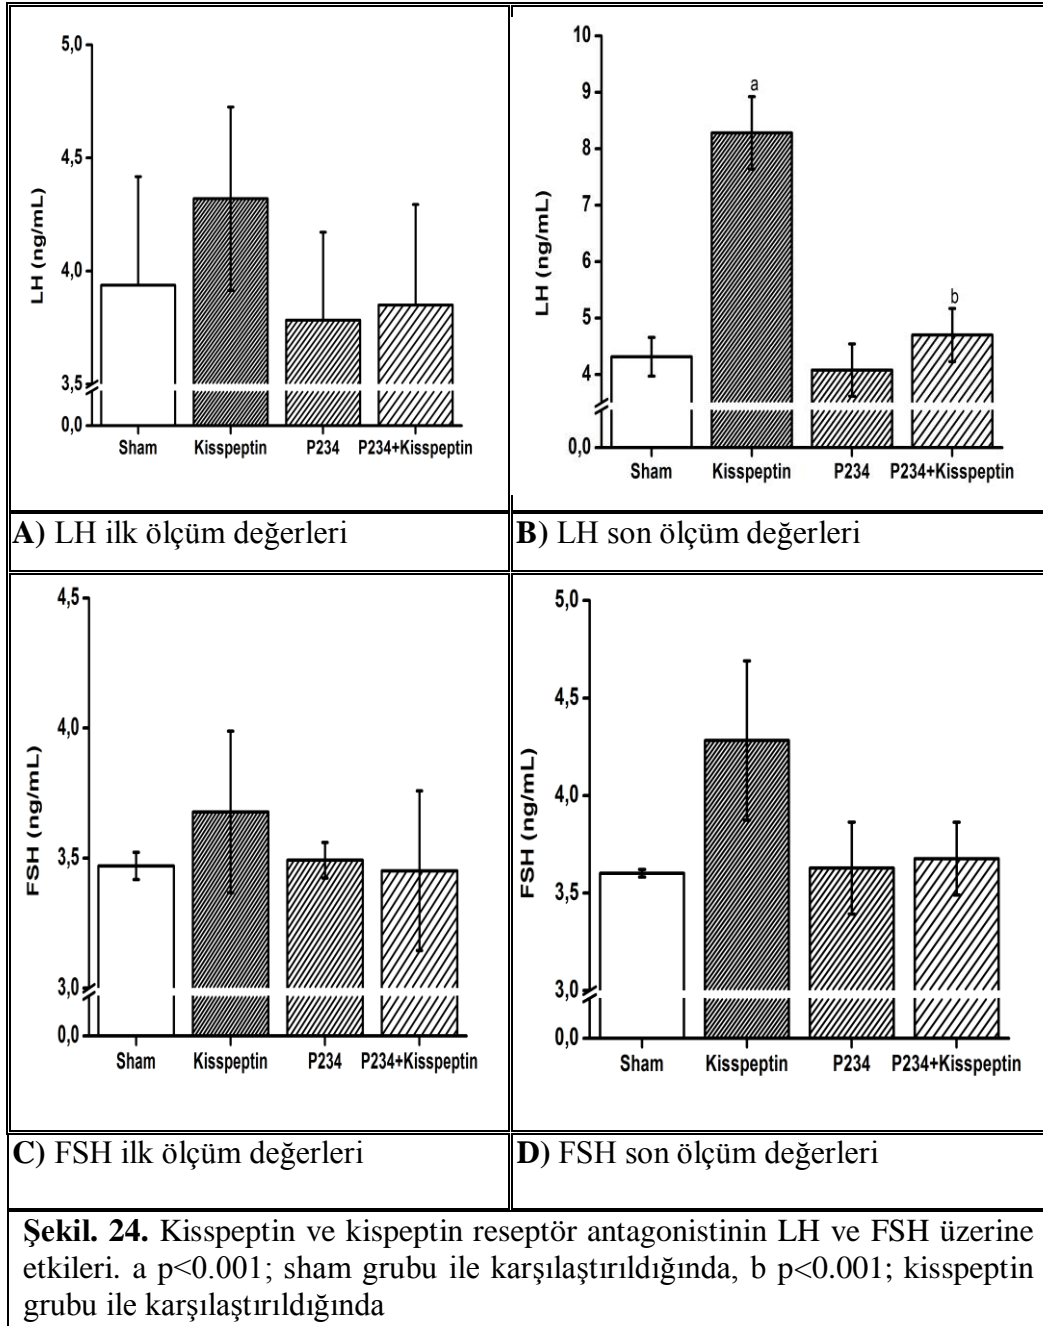 5,0
4,5
4,0
3,5
0,0
LH (ng/mL)
Sham Kisspeptin P234 P234+Kisspeptin
A) LH ilk ölçüm değerleri
10
9
8
7
6
5
4
0,0
LH (ng/mL)
a
b
Sham Kisspeptin P234 P234+Kisspeptin
B) LH son ölçüm değerleri
4,5
4,0
3,5
3,0
0,0
FSH (ng/mL)
Sham Kisspeptin P234 P234+Kisspeptin
C) FSH ilk ölçüm değerleri
5,0
4,5
4,0
3,5
3,0
0,0
FSH (ng/mL)
Sham Kisspeptin P234 P234+Kisspeptin
D) FSH son ölçüm değerleri
Şekil. 24. Kisspeptin ve kispeptin reseptör antagonistinin LH ve FSH üzerine
etkileri. a p<0.001; sham grubu ile karşılaştırıldığında, b p<0.001; kisspeptin
grubu ile karşılaştırıldığında